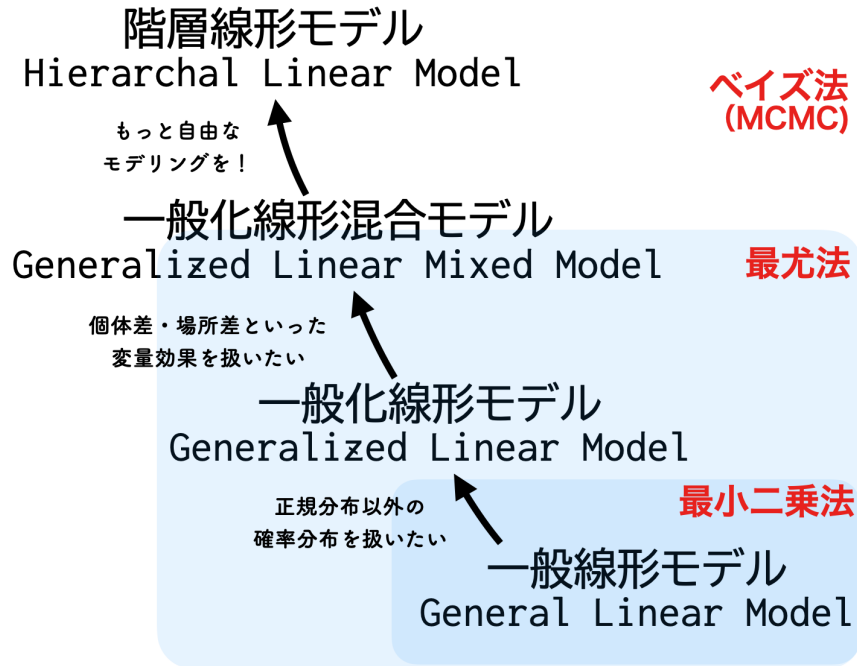 階層線形モデル
Hierarchal Linear Model
ベイズ法
(MCMC)
もっと自由な
モデリングを！
一般化線形混合モデル
Generalized Linear Mixed Model
最尤法
個体差・場所差といった
変量効果を扱いたい
一般化線形モデル
Generalized Linear Model
最小二乗法
正規分布以外の
確率分布を扱いたい
一般線形モデル
General Linear Model